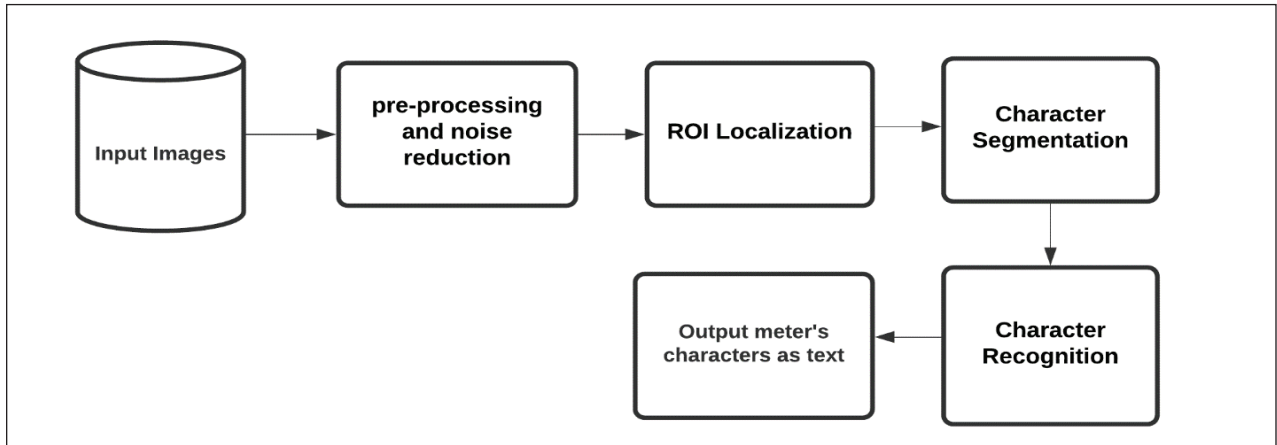 Input Images
pre-processing
and noise
reduction
ROI Localization
Character
Segmentation
Character
Recognition
Output meter's
characters as text